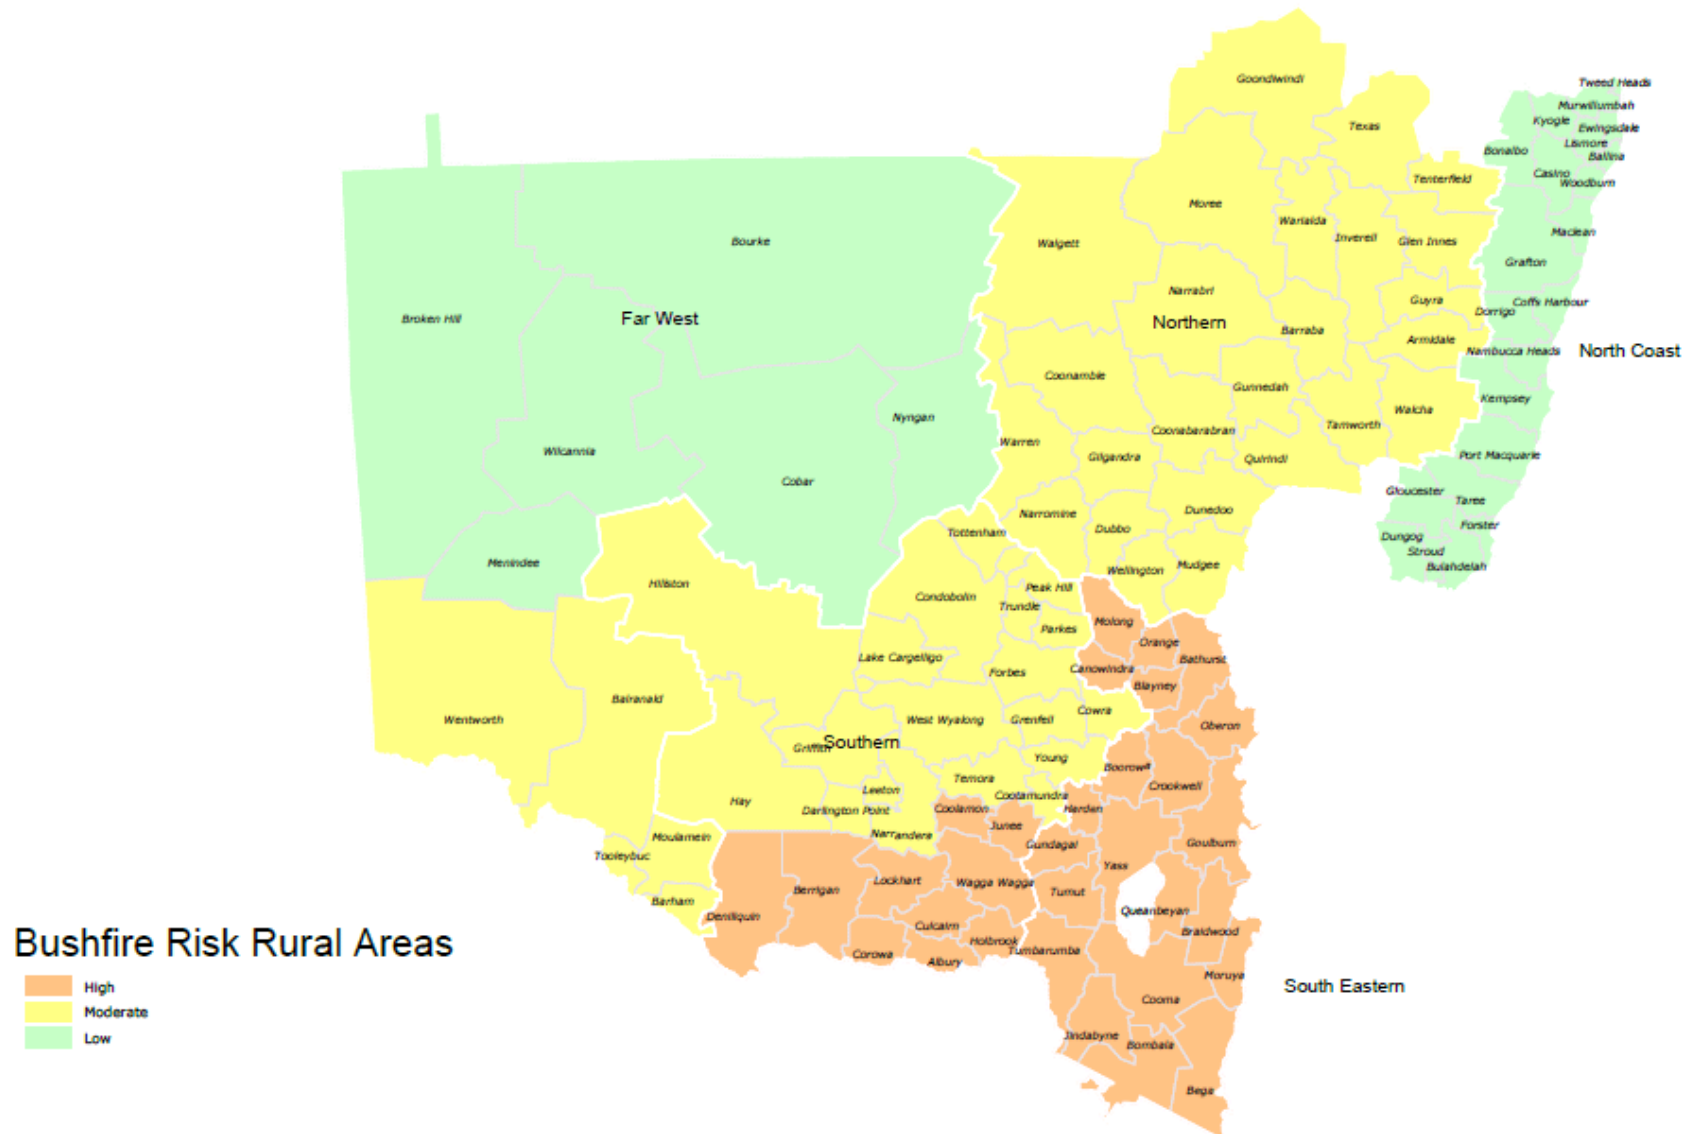 Goondiwindi
Tweed Heads
Murwillumbah
Kyogle
Ewingsdale
Texas
Lismore
Bonalbo
Ballina
Casino
Woodburn
Tenterfield
Moree
Warialda
Maclean
Inverell
Glen Innes
Bourke
Walgett
Grafton
Narrabri
Guyra
Coffs Harbour
Dorrigo
Broken Hill
Far West
Northern
Barraba
Armidale
Nambucca Heads
North Coast
Coonamble
Gunnedah
Kempsey
Walcha
Nyngan
Tamworth
Coonabarabran
Warren
Wilcannia
Gilgandra
Quirindi
Port Macquarie
Cobar
Gloucester
Taree
Dunedoo
Narromine
Forster
Dubbo
Tottenham
Dungog
Stroud
Menindee
Wellington
Mudgee
Bulahdelah
Hillston
Peak Hill
Condobolin
Trundle
Molong
Parkes
Orange
Lake Cargelligo
Bathurst
Canowindra
Forbes
Blayney
Balranald
Cowra
Wentworth
West Wyalong
Grenfell
Oberon
Griffith
Southern
Young
Boorowa
Temora
Crookwell
Leeton
Cootamundra
Hay
Darlington Point
Coolamon
Harden
Junee
Moulamein
Narrandera
Gundagai
Goulburn
Tooleybuc
Yass
Lockhart
Wagga Wagga
Berrigan
Tumut
Barham
Queanbeyan
Deniliquin
Culcairn
Braidwood
Bushfire Risk Rural Areas
Holbrook
Corowa
Tumbarumba
Albury
Moruya
High
South Eastern
Cooma
Moderate
Jindabyne
Low
Bombala
Bega